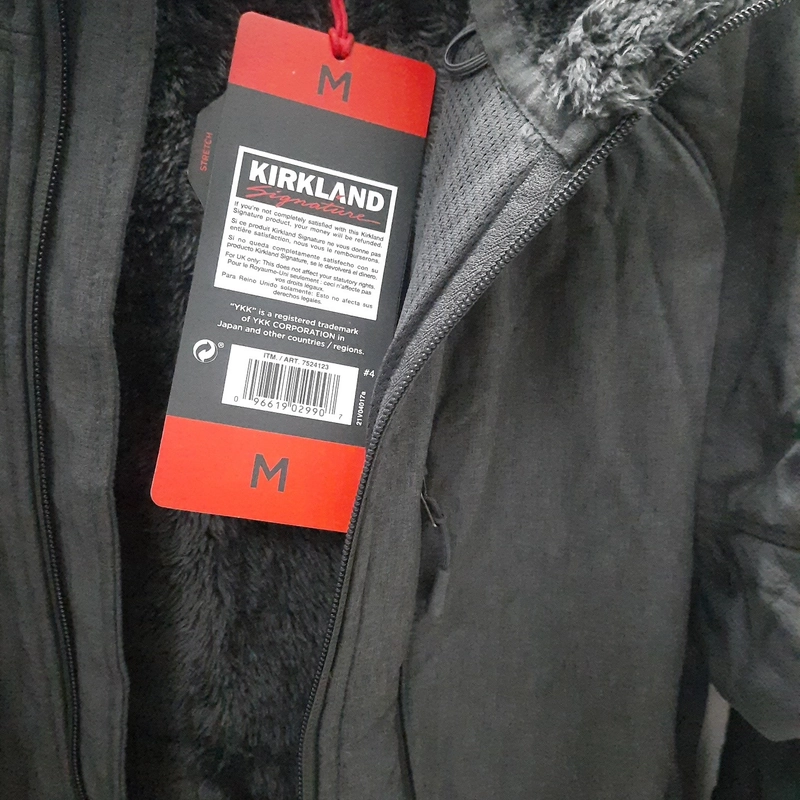 M
STRETCH
KIRKLAND
Signature
If you're not completely satisfied with this Kirkland
Signature product, your money will be refunded.
Si ce produit Kirkland Signature ne vous donne pas
entière satisfaction, nous vous le rembourserons.
Si no queda completamente satisfecho con su
producto Kirkland Signature, se le devolverá el dinero.
For UK only: This does not affect your statutory rights.
Pour le Royaume-Uni seulement : ceci n'affecte pas
vos droits légaux.
Para Reino Unido solamente: Esto no afecta sus
derechos legales.
"YKK" is a registered trademark
of YKK CORPORATION in
Japan and other countries / regions.
ITM. / ART. 7524123
#4
0 96619 02990 7
21V04017a
M